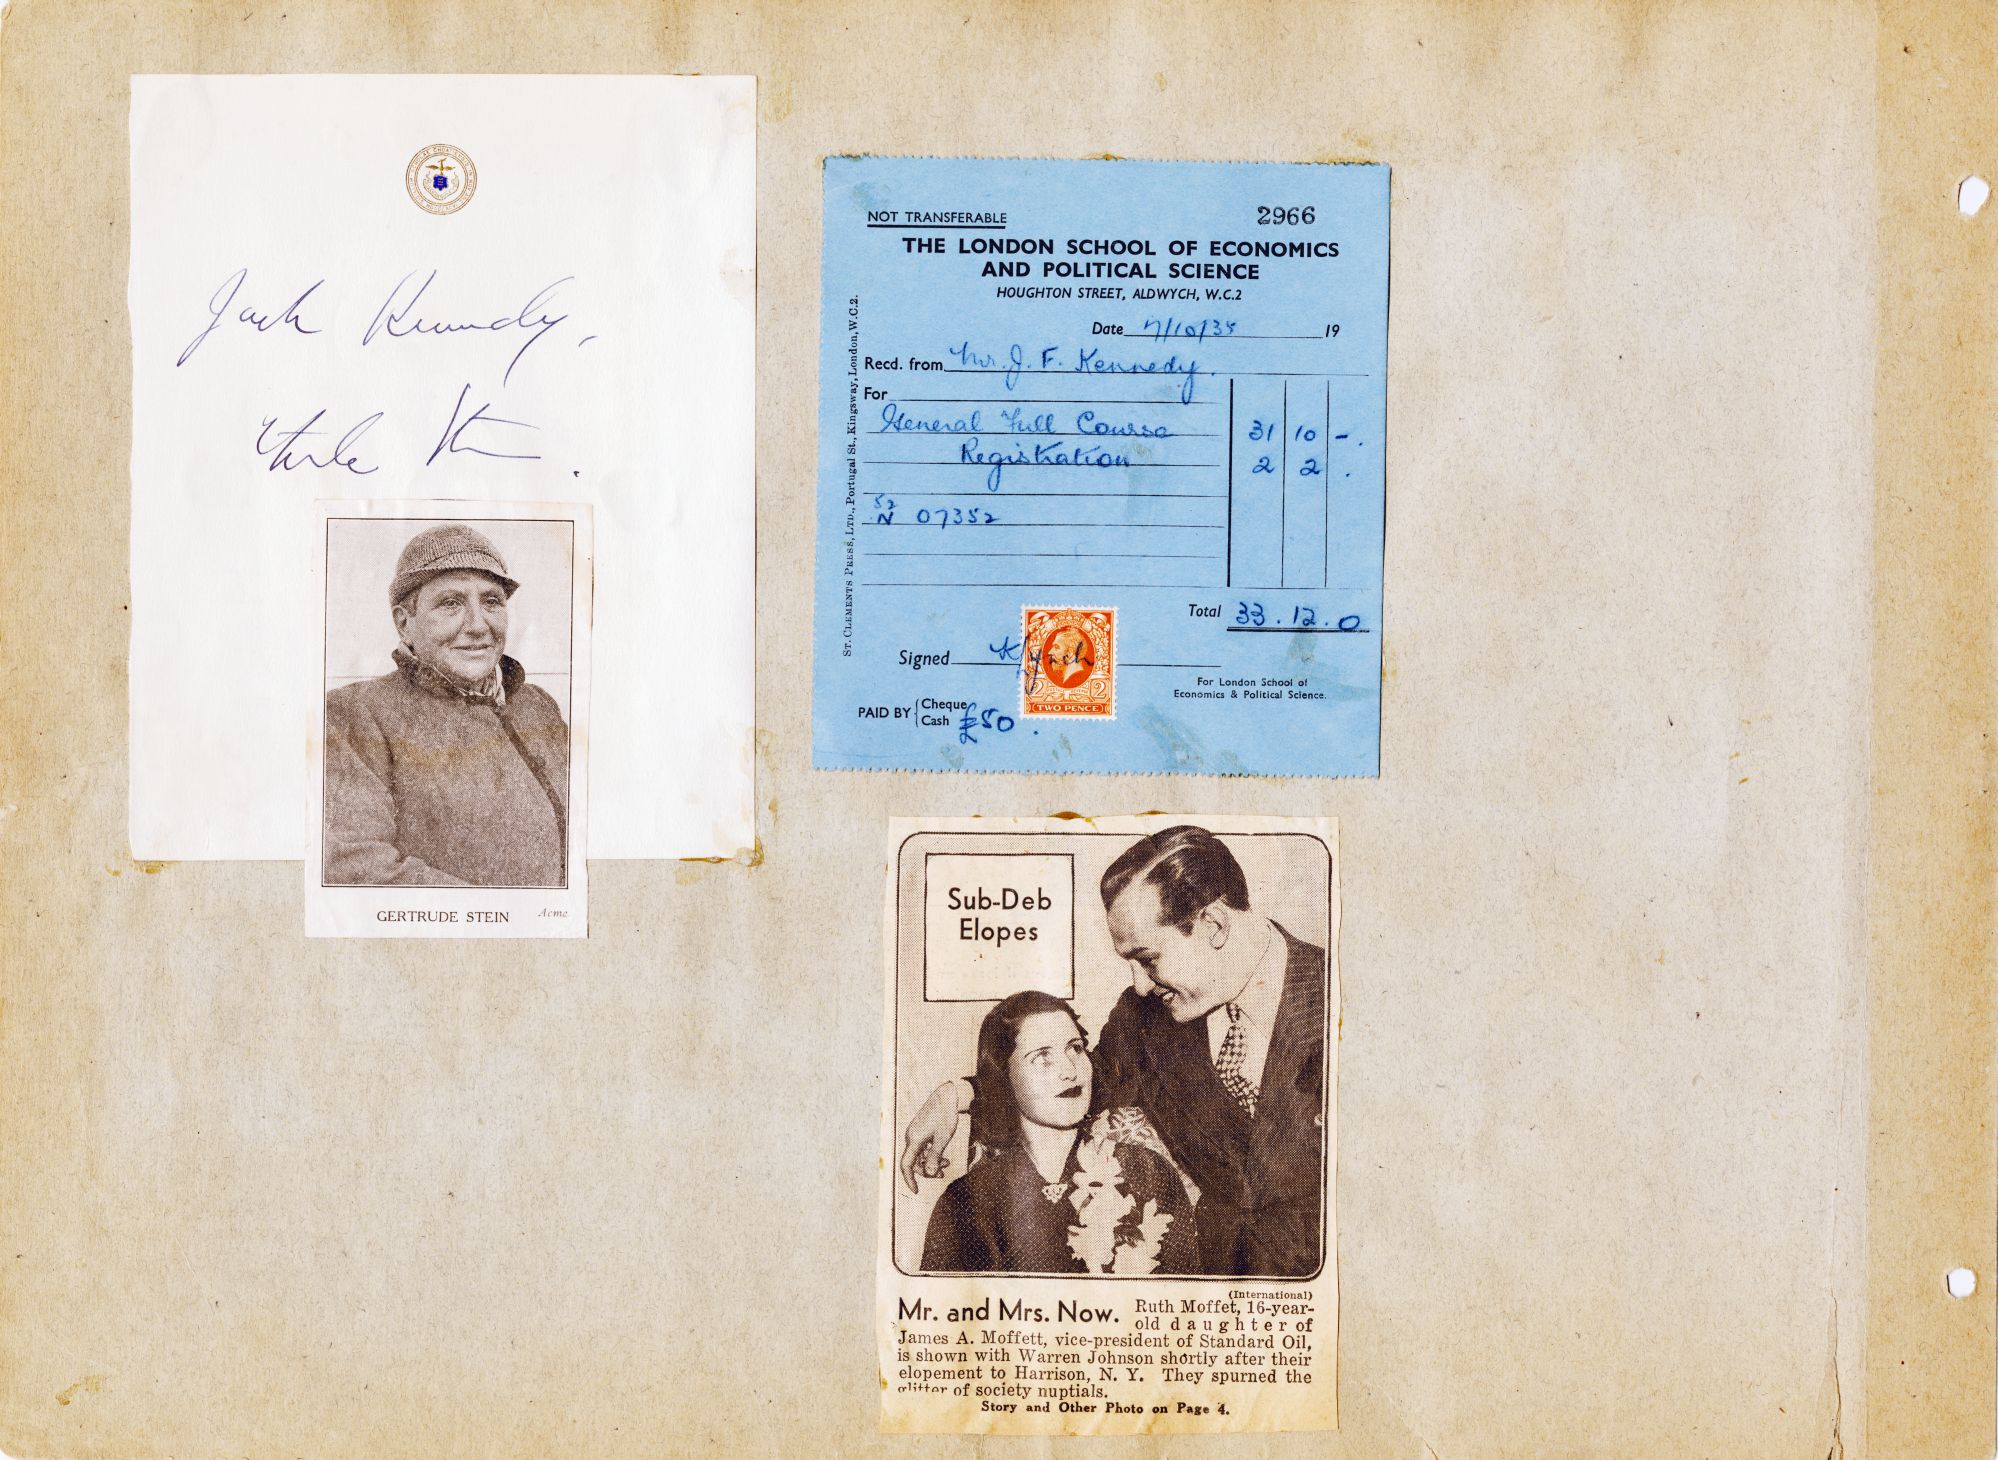 Jack Kennedy,
GERTRUDE STEIN Acme
NOT TRANSFERABLE 2966
THE LONDON SCHOOL OF ECONOMICS
AND POLITICAL SCIENCE
HOUGHTON STREET, ALDWYCH, W.C.2
Date 7/10/35 19
Recd. from Mr. J. F. Kennedy.
For
General Full Course 31 10 -.
Registration 2 2 .
N 07352
Total 33.12.0
Signed
For London School of
Economics & Political Science.
PAID BY { Cheque
Cash £50.
TWO PENCE
2 2
ST. CLEMENTS PRESS, LTD., Portugal St., Kingsway, London, W.C.2.
Sub-Deb
Elopes
(International)
Mr. and Mrs. Now. Ruth Moffet, 16-year-
old daughter of
James A. Moffett, vice-president of Standard Oil,
is shown with Warren Johnson shortly after their
elopement to Harrison, N. Y. They spurned the
glitter of society nuptials.
Story and Other Photo on Page 4.